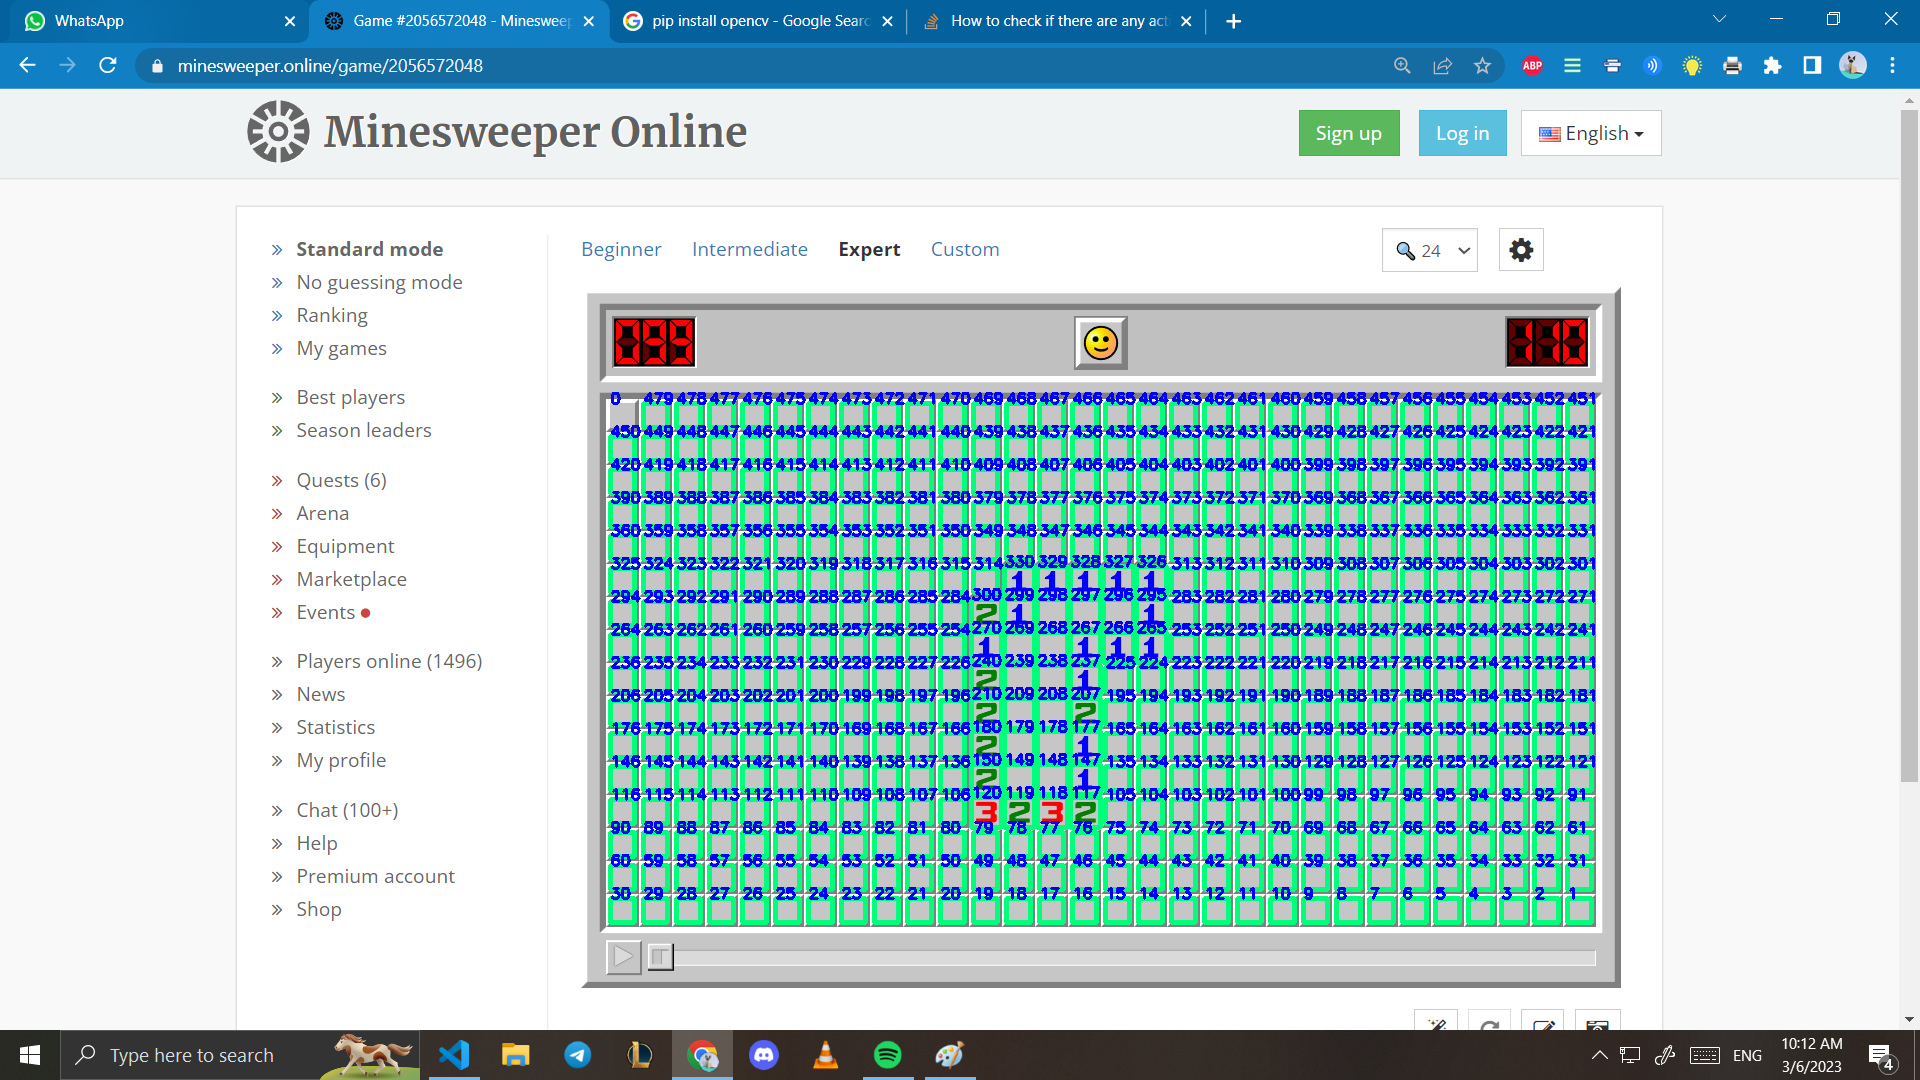 WhatsApp
Game #2056572048 - Minesweep
pip install opencv - Google Searc
How to check if there are any act
minesweeper.online/game/2056572048
ABP
Minesweeper Online
Sign up
Log in
English
Standard mode
No guessing mode
Ranking
My games
Best players
Season leaders
Quests (6)
Arena
Equipment
Marketplace
Events
Players online (1496)
News
Statistics
My profile
Chat (100+)
Help
Premium account
Shop
Beginner Intermediate Expert Custom
24
0 479 478 477 476 475 474 473 472 471 470 469 468 467 466 465 464 463 462 461 460 459 458 457 456 455 454 453 452 451
450 449 448 447 446 445 444 443 442 441 440 439 438 437 436 435 434 433 432 431 430 429 428 427 426 425 424 423 422 421
420 419 418 417 416 415 414 413 412 411 410 409 408 407 406 405 404 403 402 401 400 399 398 397 396 395 394 393 392 391
390 389 388 387 386 385 384 383 382 381 380 379 378 377 376 375 374 373 372 371 370 369 368 367 366 365 364 363 362 361
360 359 358 357 356 355 354 353 352 351 350 349 348 347 346 345 344 343 342 341 340 339 338 337 336 335 334 333 332 331
325 324 323 322 321 320 319 318 317 316 315 314 330 329 328 327 326 313 312 311 310 309 308 307 306 305 304 303 302 301
1 1 1 1 1
294 293 292 291 290 289 288 287 286 285 284 300 299 298 297 296 295 283 282 281 280 279 278 277 276 275 274 273 272 271
2 1 1
264 263 262 261 260 259 258 257 256 255 254 270 269 268 267 266 265 253 252 251 250 249 248 247 246 245 244 243 242 241
1 1 1 1
236 235 234 233 232 231 230 229 228 227 226 240 239 238 237 225 224 223 222 221 220 219 218 217 216 215 214 213 212 211
2 1
206 205 204 203 202 201 200 199 198 197 196 210 209 208 207 195 194 193 192 191 190 189 188 187 186 185 184 183 182 181
2 2
176 175 174 173 172 171 170 169 168 167 166 180 179 178 177 165 164 163 162 161 160 159 158 157 156 155 154 153 152 151
2 1
146 145 144 143 142 141 140 139 138 137 136 150 149 148 147 135 134 133 132 131 130 129 128 127 126 125 124 123 122 121
2 1
116 115 114 113 112 111 110 109 108 107 106 120 119 118 117 105 104 103 102 101 100 99 98 97 96 95 94 93 92 91
3 2 3 2
90 89 88 87 86 85 84 83 82 81 80 79 78 77 76 75 74 73 72 71 70 69 68 67 66 65 64 63 62 61
60 59 58 57 56 55 54 53 52 51 50 49 48 47 46 45 44 43 42 41 40 39 38 37 36 35 34 33 32 31
30 29 28 27 26 25 24 23 22 21 20 19 18 17 16 15 14 13 12 11 10 9 8 7 6 5 4 3 2 1
Type here to search
ENG
10:12 AM
3/6/2023
4